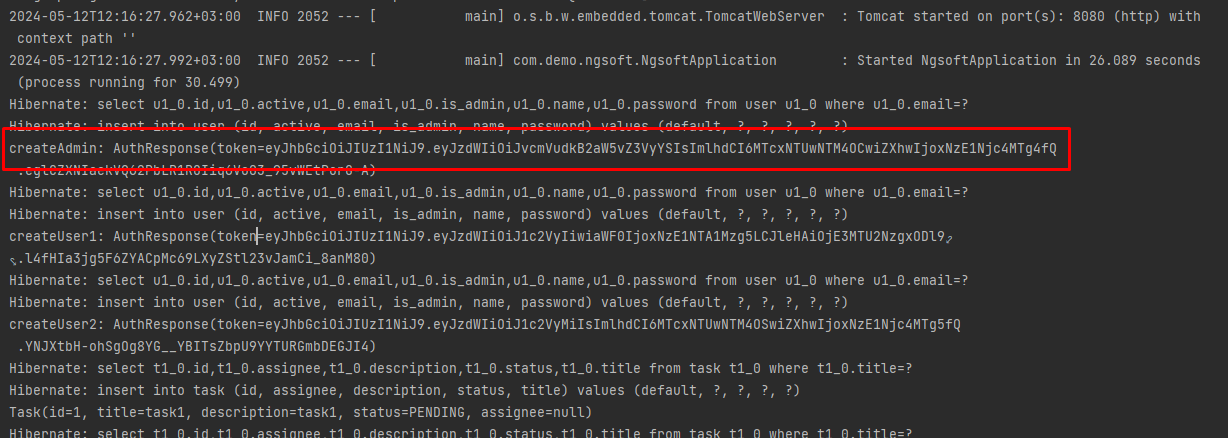 2024-05-12T12:16:27.962+03:00  INFO 2052 --- [           main] o.s.b.w.embedded.tomcat.TomcatWebServer  : Tomcat started on port(s): 8080 (http) with
context path ''
2024-05-12T12:16:27.992+03:00  INFO 2052 --- [           main] com.demo.ngsoft.NgsoftApplication        : Started NgsoftApplication in 26.089 seconds
(process running for 30.499)
Hibernate: select u1_0.id,u1_0.active,u1_0.email,u1_0.is_admin,u1_0.name,u1_0.password from user u1_0 where u1_0.email=?
Hibernate: insert into user (id, active, email, is_admin, name, password) values (default, ?, ?, ?, ?, ?)
createAdmin: AuthResponse(token=eyJhbGciOiJIUzI1NiJ9.eyJzdWIiOiJvcmVudkB2aW5vZ3VyYSIsImlhdCI6MTcxNTUwNTM4OCwiZXhwIjoxNzE1Njc4MTg4fQ
Hibernate: select u1_0.id,u1_0.active,u1_0.email,u1_0.is_admin,u1_0.name,u1_0.password from user u1_0 where u1_0.email=?
Hibernate: insert into user (id, active, email, is_admin, name, password) values (default, ?, ?, ?, ?, ?)
createUser1: AuthResponse(token=eyJhbGciOiJIUzI1NiJ9.eyJzdWIiOiJ1c2VyIiwiaWF0IjoxNzE1NTA1Mzg5LCJleHAiOjE3MTU2NzgxODl9
.l4fHIa3jg5F6ZYACpMc69LXyZStl23vJamCi_8anM80)
Hibernate: select u1_0.id,u1_0.active,u1_0.email,u1_0.is_admin,u1_0.name,u1_0.password from user u1_0 where u1_0.email=?
Hibernate: insert into user (id, active, email, is_admin, name, password) values (default, ?, ?, ?, ?, ?)
createUser2: AuthResponse(token=eyJhbGciOiJIUzI1NiJ9.eyJzdWIiOiJ1c2VyMiIsImlhdCI6MTcxNTUwNTM4OSwiZXhwIjoxNzE1Njc4MTg5fQ
.YNJXtbH-ohSgOg8YG__YBITsZbpU9YYTURGmbDEGJI4)
Hibernate: select t1_0.id,t1_0.assignee,t1_0.description,t1_0.status,t1_0.title from task t1_0 where t1_0.title=?
Hibernate: insert into task (id, assignee, description, status, title) values (default, ?, ?, ?, ?)
Task(id=1, title=task1, description=task1, status=PENDING, assignee=null)
Hibernate: select t1_0.id,t1_0.assignee,t1_0.description,t1_0.status,t1_0.title from task t1_0 where t1_0.title=?